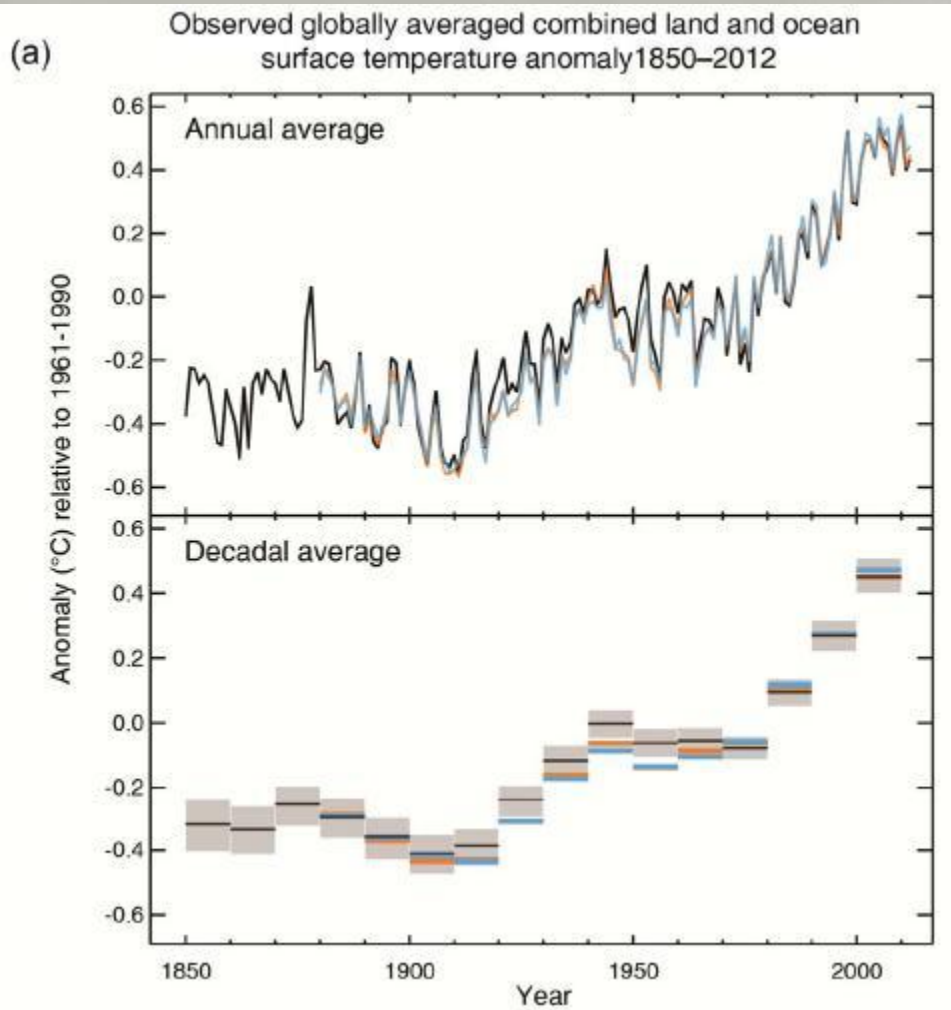 Observed globally averaged combined land and ocean
(a)
surface temperature anomaly1850–2012
Annual average
0.6
0.4
0.2
0.0
-0.2
-0.4
-0.6
Anomaly (°C) relative to 1961-1990
Decadal average
0.6
0.4
0.2
0.0
-0.2
-0.4
-0.6
1850 1900 1950 2000
Year